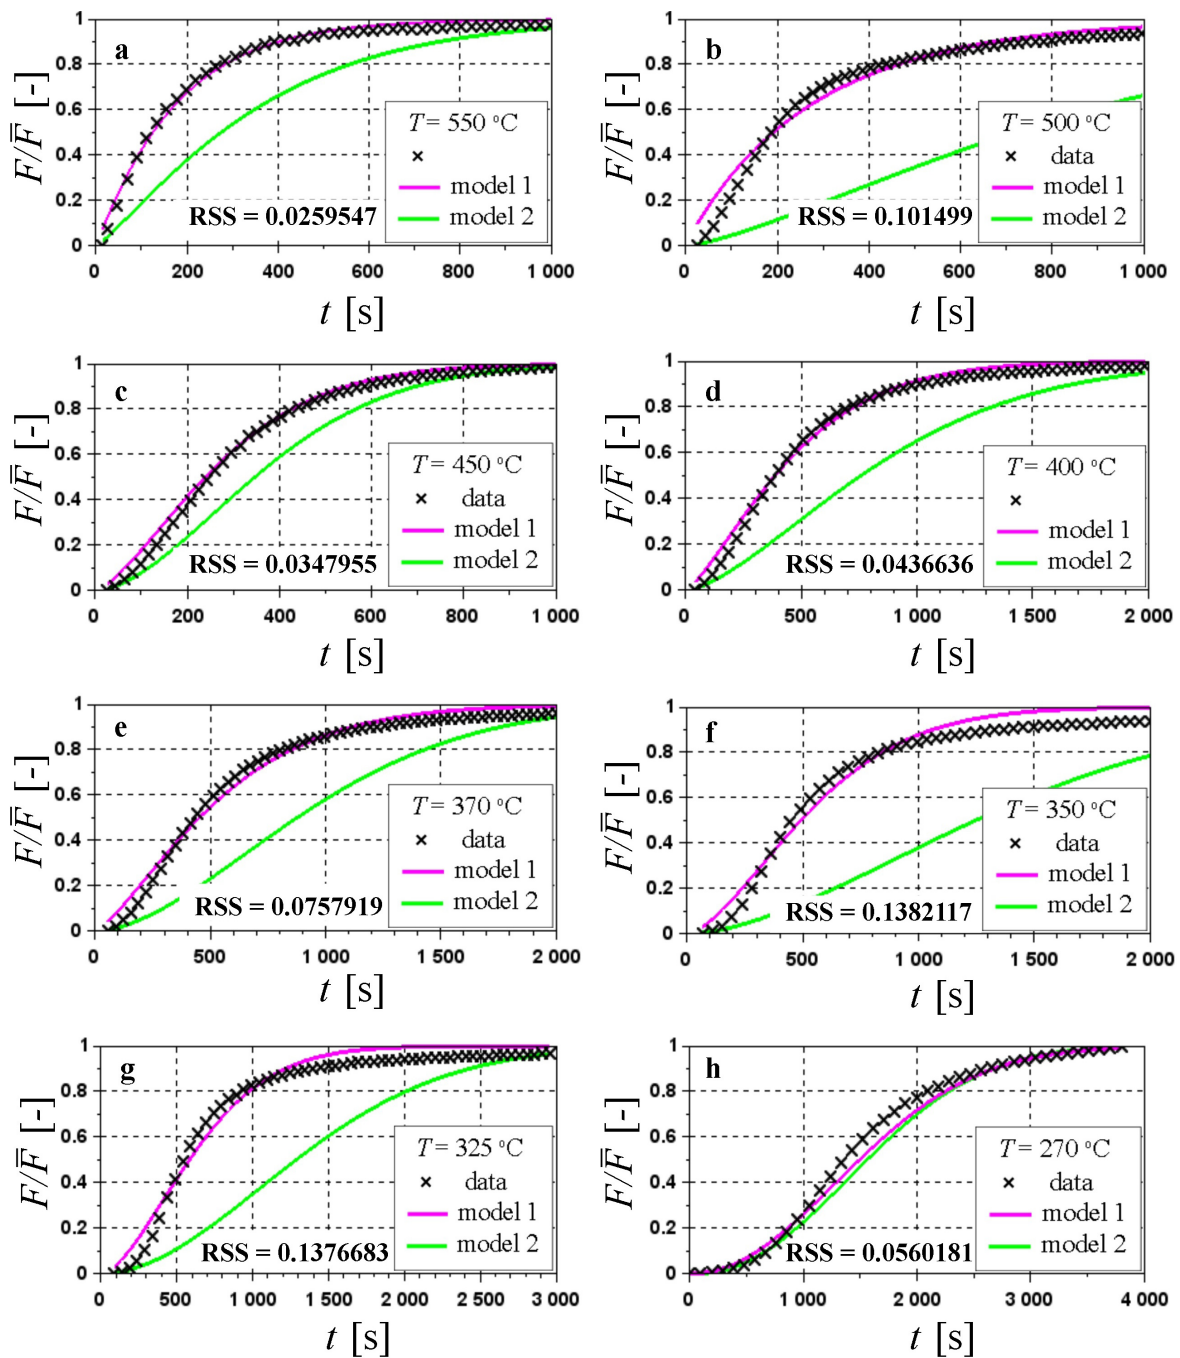 a
F/F̅ [-]
1
0.8
0.6
0.4
0.2
0
T = 550 °C
model 1
model 2
RSS = 0.0259547
0 200 400 600 800 1 000
t [s]
b
F/F̅ [-]
1
0.8
0.6
0.4
0.2
0
T = 500 °C
data
model 1
model 2
RSS = 0.101499
0 200 400 600 800 1 000
t [s]
c
F/F̅ [-]
1
0.8
0.6
0.4
0.2
0
T = 450 °C
data
model 1
model 2
RSS = 0.0347955
0 200 400 600 800 1 000
t [s]
d
F/F̅ [-]
1
0.8
0.6
0.4
0.2
0
T = 400 °C
model 1
model 2
RSS = 0.0436636
0 500 1 000 1 500 2 000
t [s]
e
F/F̅ [-]
1
0.8
0.6
0.4
0.2
0
T = 370 °C
data
model 1
model 2
RSS = 0.0757919
0 500 1 000 1 500 2 000
t [s]
f
F/F̅ [-]
1
0.8
0.6
0.4
0.2
0
T = 350 °C
data
model 1
model 2
RSS = 0.1382117
0 500 1 000 1 500 2 000
t [s]
g
F/F̅ [-]
1
0.8
0.6
0.4
0.2
0
T = 325 °C
data
model 1
model 2
RSS = 0.1376683
0 500 1 000 1 500 2 000 2 500 3 000
t [s]
h
F/F̅ [-]
1
0.8
0.6
0.4
0.2
0
T = 270 °C
data
model 1
model 2
RSS = 0.0560181
0 1 000 2 000 3 000 4 000
t [s]